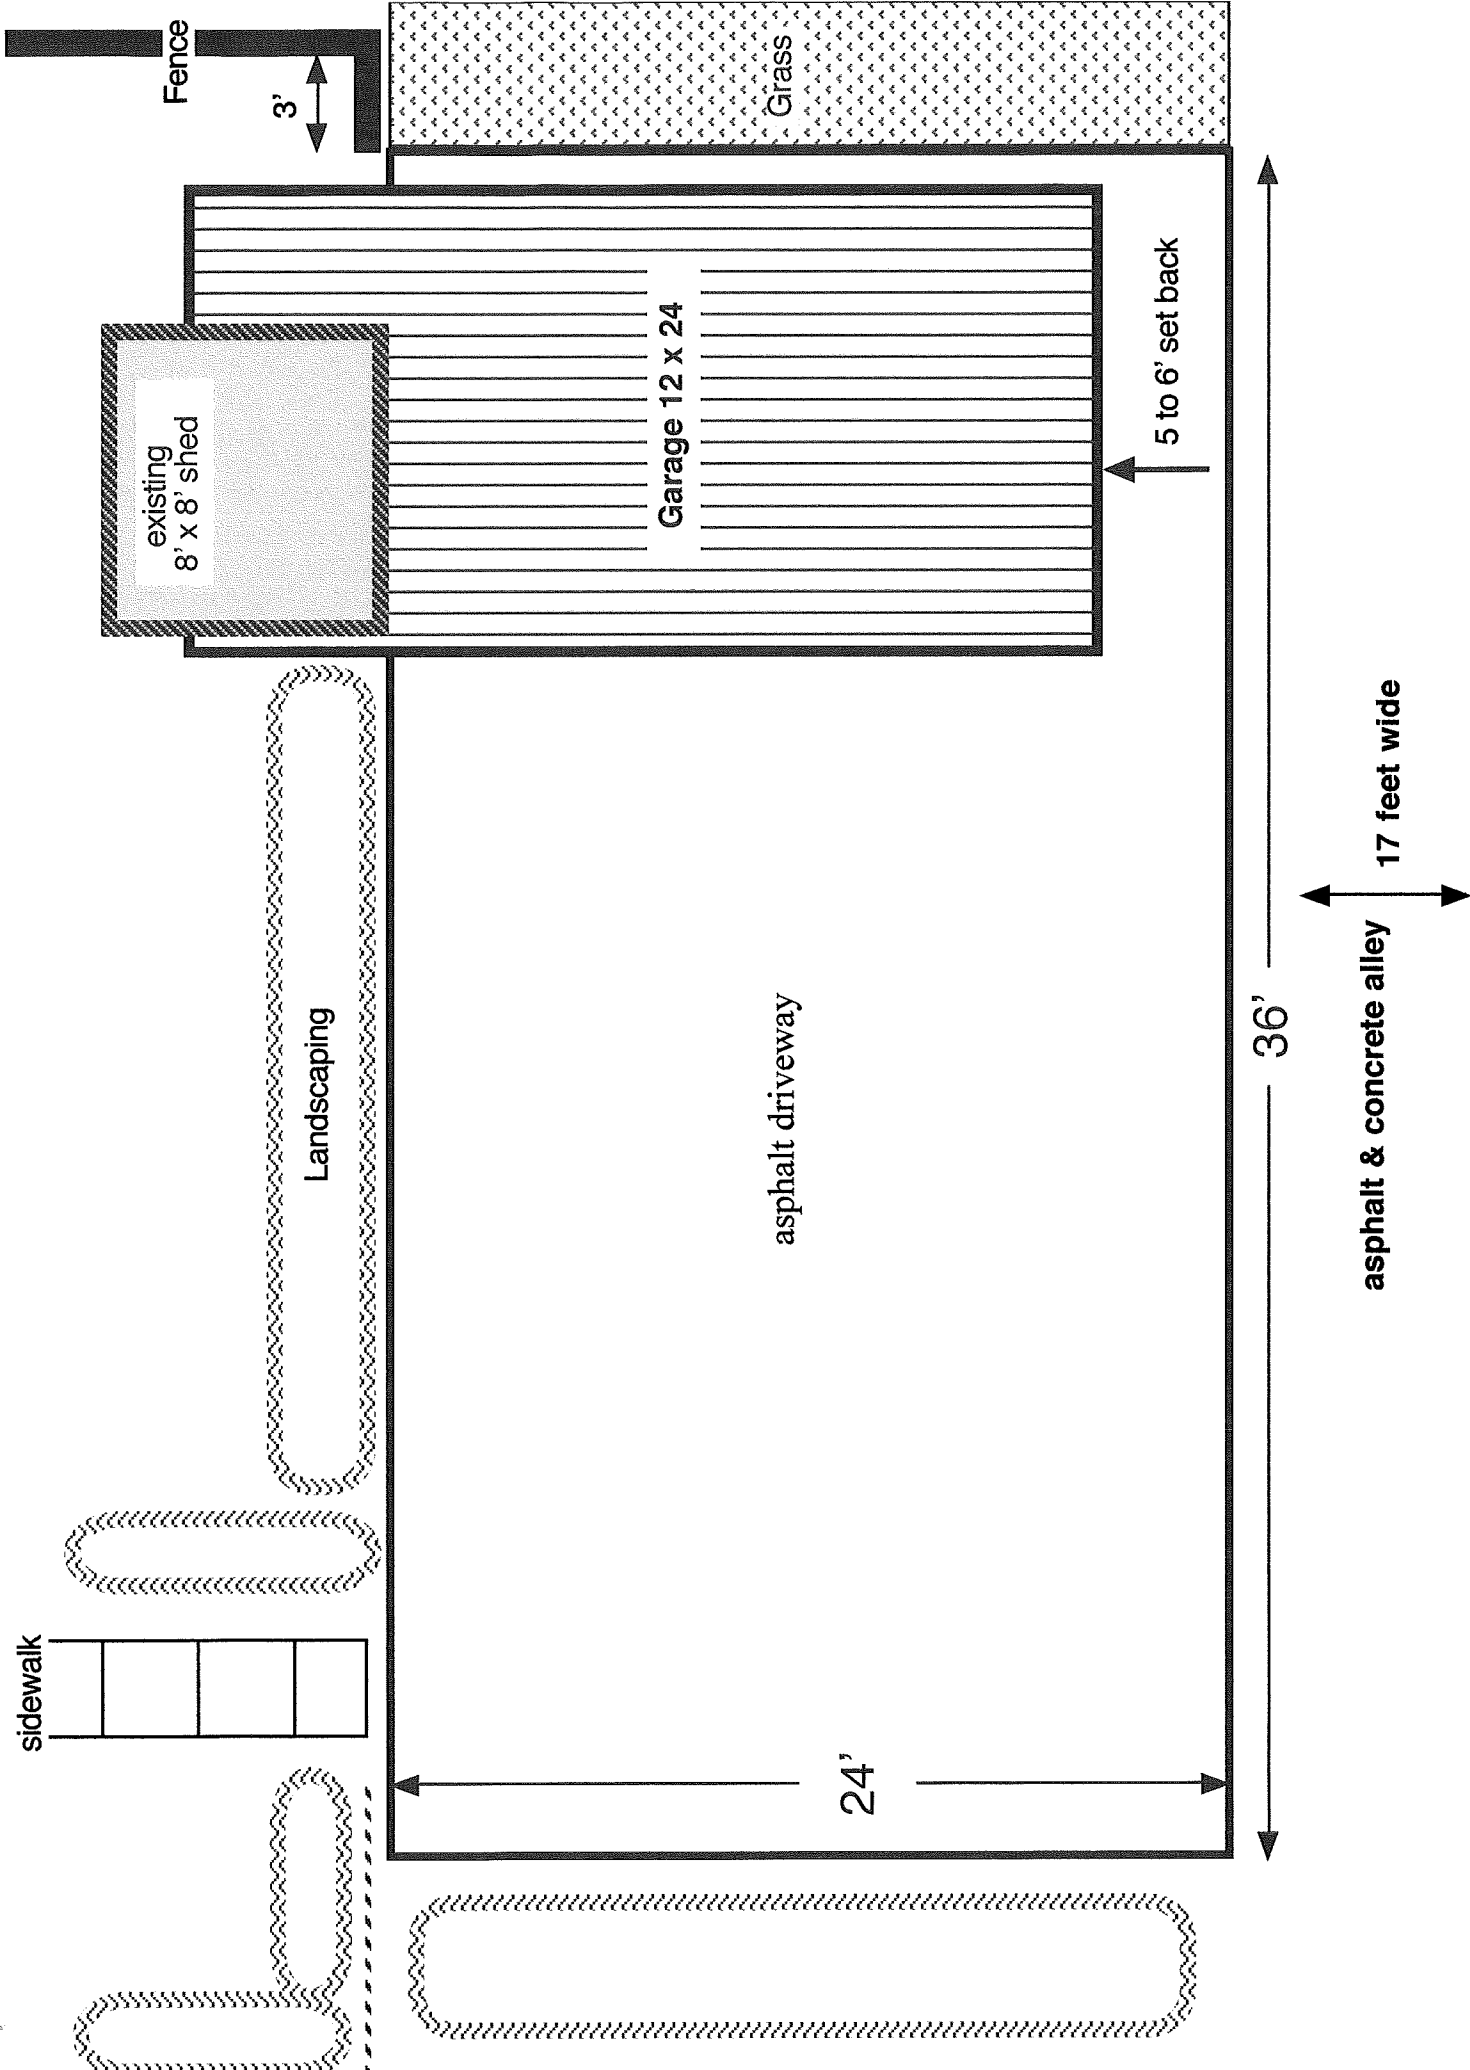 Fence
3'
Grass
existing
8' x 8' shed
Garage 12 x 24
5 to 6' set back
Landscaping
asphalt driveway
sidewalk
24'
36'
asphalt & concrete alley
17 feet wide